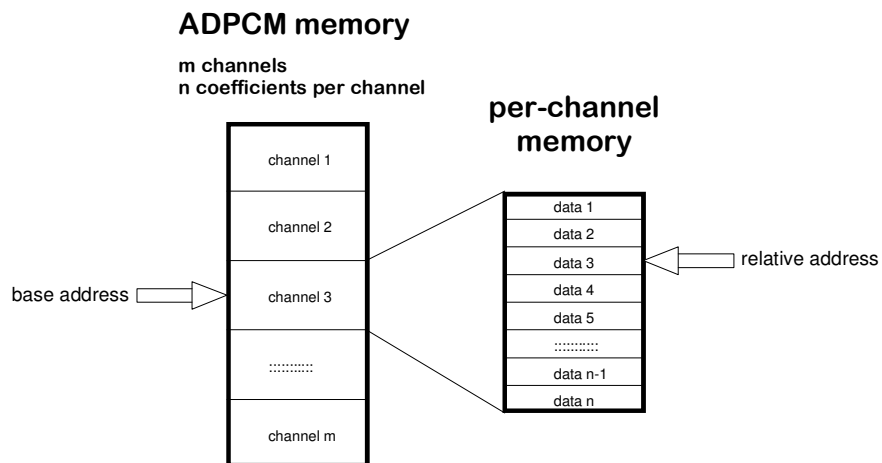 ADPCM memory
m channels
n coefficients per channel
per-channel
memory
channel 1
channel 2
channel 3
:::::::::::
channel m
base address
data 1
data 2
data 3
data 4
data 5
:::::::::::
data n-1
data n
relative address